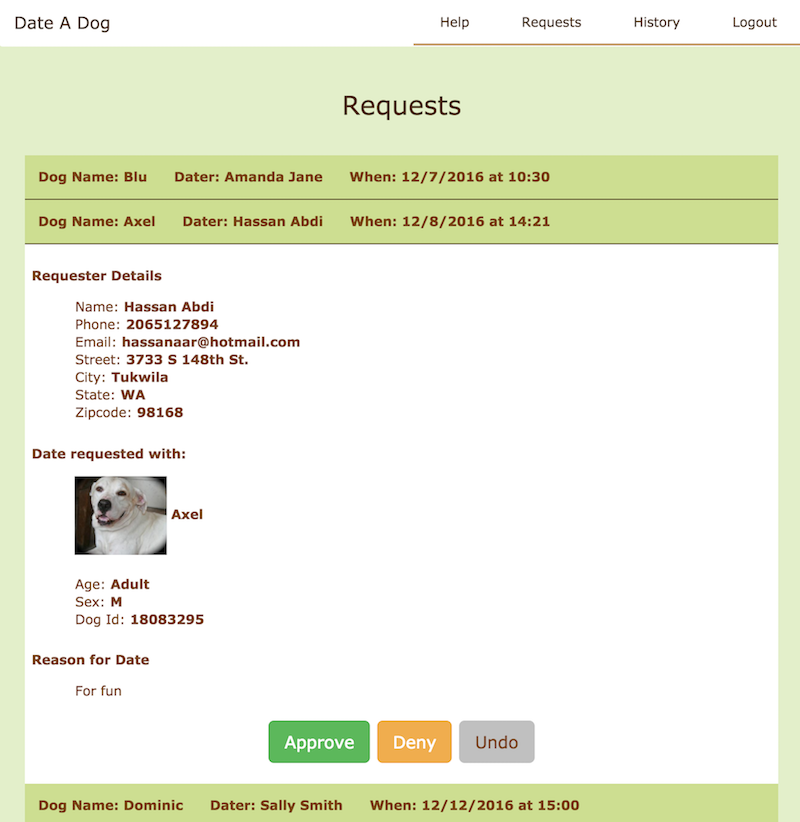 Date A Dog Help Requests History Logout
Requests
Dog Name: Blu Dater: Amanda Jane When: 12/7/2016 at 10:30
Dog Name: Axel Dater: Hassan Abdi When: 12/8/2016 at 14:21
Requester Details
Name: Hassan Abdi
Phone: 2065127894
Email: hassanaar@hotmail.com
Street: 3733 S 148th St.
City: Tukwila
State: WA
Zipcode: 98168
Date requested with:
Axel
Age: Adult
Sex: M
Dog Id: 18083295
Reason for Date
For fun
Approve Deny Undo
Dog Name: Dominic Dater: Sally Smith When: 12/12/2016 at 15:00